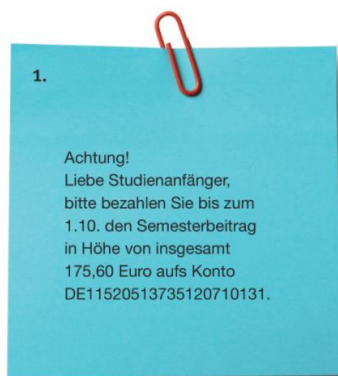 1.
Achtung!
Liebe Studienanfänger,
bitte bezahlen Sie bis zum
1.10. den Semesterbeitrag
in Höhe von insgesamt
175,60 Euro aufs Konto
DE11520513735120710131.